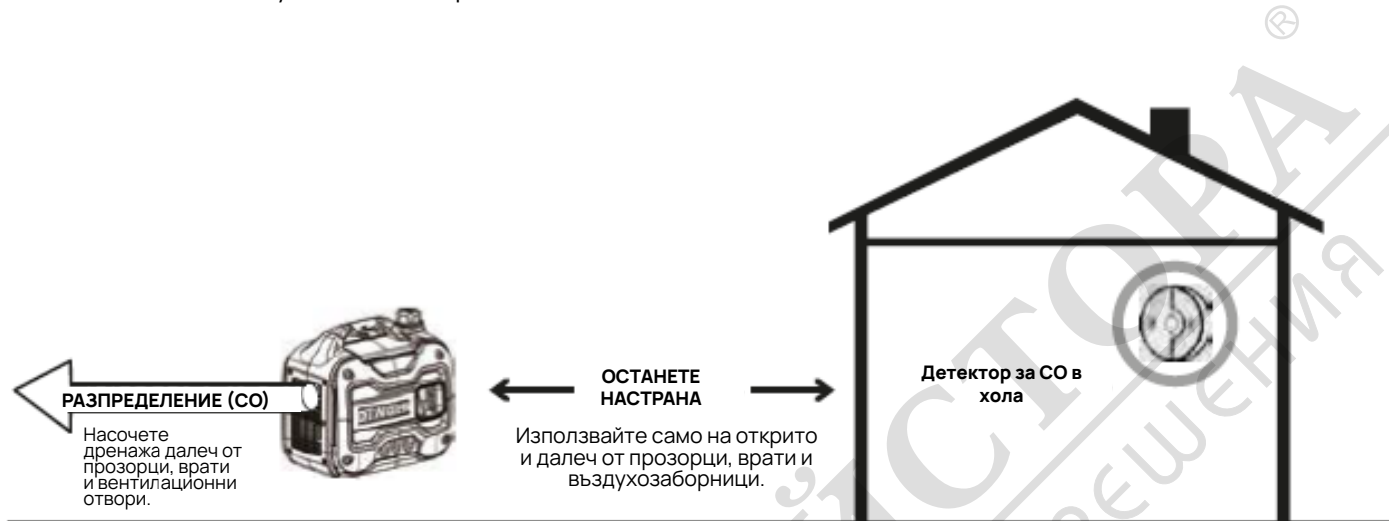 РАЗПРЕДЕЛЕНИЕ (CO)
Насочете
дренажа далеч от
прозорци, врати
и вентилационни
отвори.
ОСТАНЕТЕ
НАСТРАНА
Използвайте само на открито
и далеч от прозорци, врати и
въздухозаборници.
Детектор за CO в
хола
®